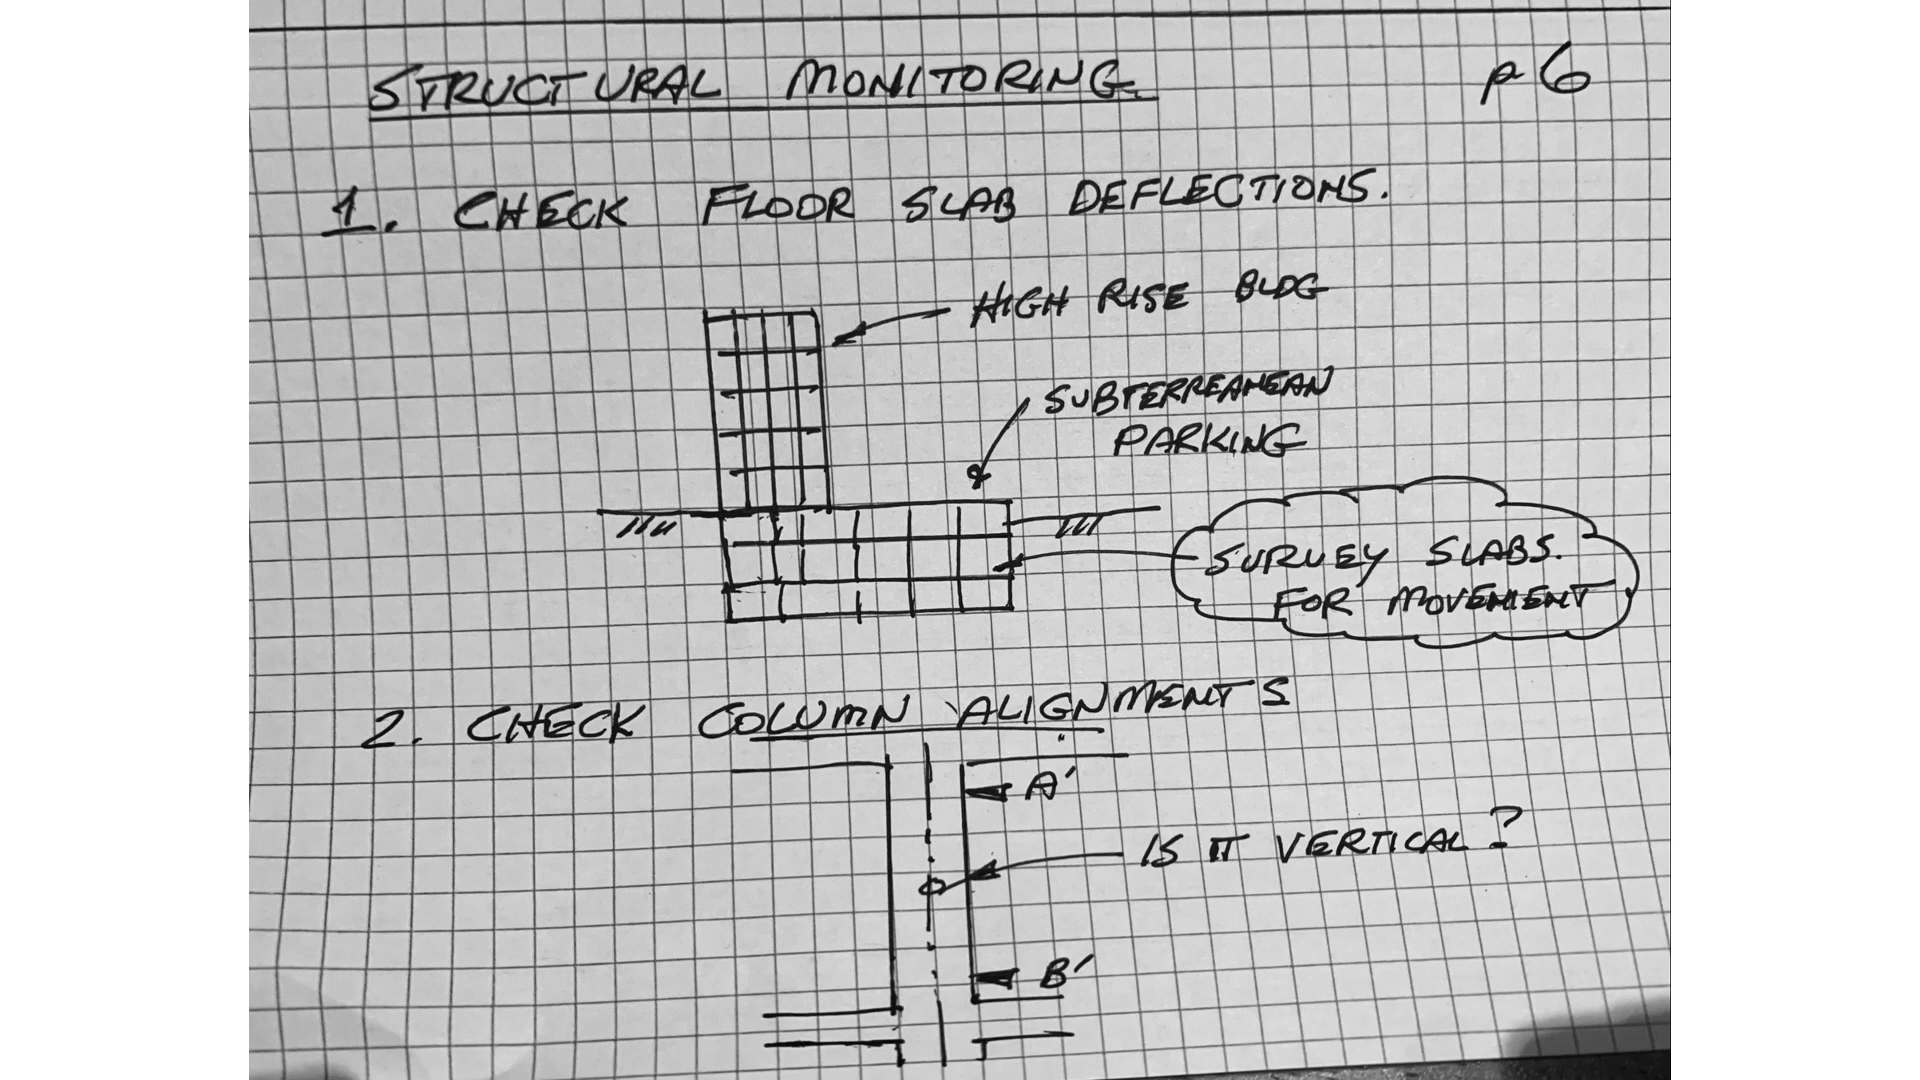 STRUCTURAL MONITORING
p 6
1. CHECK FLOOR SLAB DEFLECTIONS.
HIGH RISE BLDG
SUBTERREANEAN
PARKING
SURVEY SLABS.
FOR MOVEMENT
2. CHECK COLUMN ALIGNMENTS
A'
IS IT VERTICAL?
B'